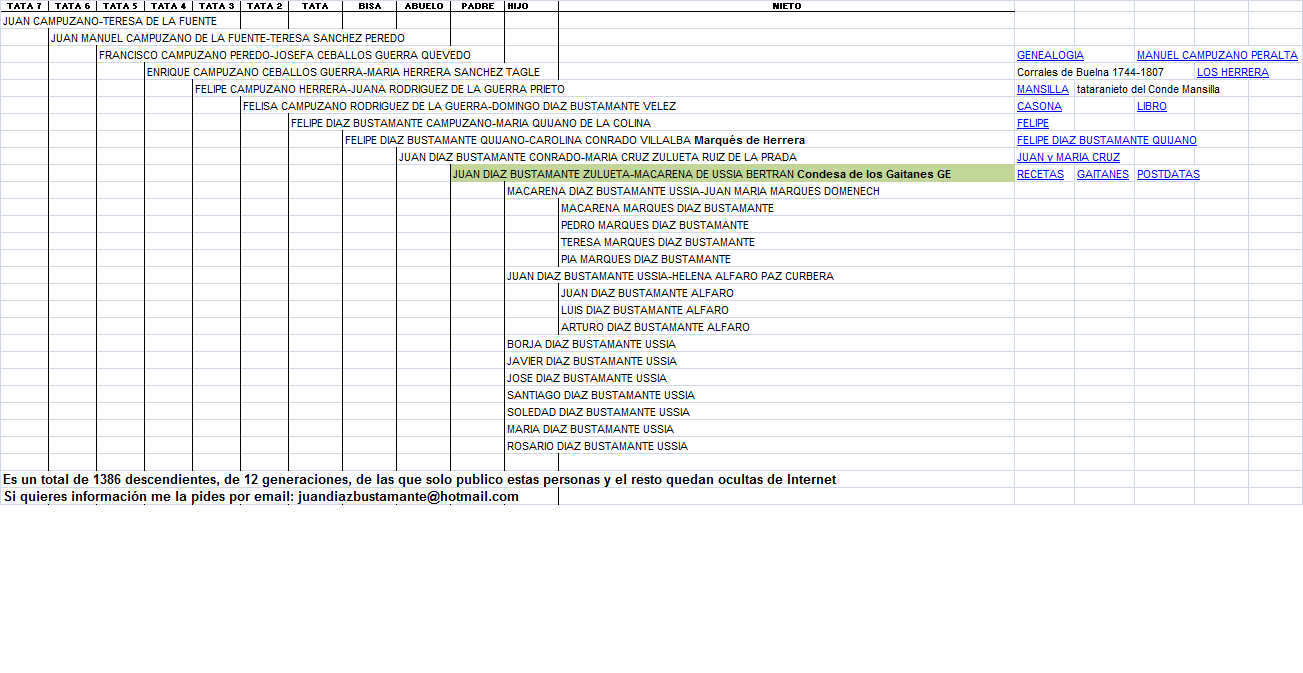 TATA 7 TATA 6 TATA 5 TATA 4 TATA 3 TATA 2 TATA BISA ABUELO PADRE HIJO NIETO
JUAN CAMPUZANO-TERESA DE LA FUENTE
JUAN MANUEL CAMPUZANO DE LA FUENTE-TERESA SANCHEZ PEREDO
FRANCISCO CAMPUZANO PEREDO-JOSEFA CEBALLOS GUERRA QUEVEDO GENEALOGIA MANUEL CAMPUZANO PERALTA
ENRIQUE CAMPUZANO CEBALLOS GUERRA-MARIA HERRERA SANCHEZ TAGLE Corrales de Buelna 1744-1807 LOS HERRERA
FELIPE CAMPUZANO HERRERA-JUANA RODRIGUEZ DE LA GUERRA PRIETO MANSILLA tataranieto del Conde Mansilla
FELISA CAMPUZANO RODRIGUEZ DE LA GUERRA-DOMINGO DIAZ BUSTAMANTE VELEZ CASONA LIBRO
FELIPE DIAZ BUSTAMANTE CAMPUZANO-MARIA QUIJANO DE LA COLINA FELIPE
FELIPE DIAZ BUSTAMANTE QUIJANO-CAROLINA CONRADO VILLALBA Marqués de Herrera FELIPE DIAZ BUSTAMANTE QUIJANO
JUAN DIAZ BUSTAMANTE CONRADO-MARIA CRUZ ZULUETA RUIZ DE LA PRADA JUAN y MARIA CRUZ
JUAN DIAZ BUSTAMANTE ZULUETA-MACARENA DE USSIA BERTRAN Condesa de los Gaitanes GE RECETAS GAITANES POSTDATAS
MACARENA DIAZ BUSTAMANTE USSIA-JUAN MARIA MARQUES DOMENECH
MACARENA MARQUES DIAZ BUSTAMANTE
PEDRO MARQUES DIAZ BUSTAMANTE
TERESA MARQUES DIAZ BUSTAMANTE
PIA MARQUES DIAZ BUSTAMANTE
JUAN DIAZ BUSTAMANTE USSIA-HELENA ALFARO PAZ CURBERA
JUAN DIAZ BUSTAMANTE ALFARO
LUIS DIAZ BUSTAMANTE ALFARO
ARTURO DIAZ BUSTAMANTE ALFARO
BORJA DIAZ BUSTAMANTE USSIA
JAVIER DIAZ BUSTAMANTE USSIA
JOSE DIAZ BUSTAMANTE USSIA
SANTIAGO DIAZ BUSTAMANTE USSIA
SOLEDAD DIAZ BUSTAMANTE USSIA
MARIA DIAZ BUSTAMANTE USSIA
ROSARIO DIAZ BUSTAMANTE USSIA
Es un total de 1386 descendientes, de 12 generaciones, de las que solo publico estas personas y el resto quedan ocultas de Internet
Si quieres información me la pides por email: juandiazbustamante@hotmail.com